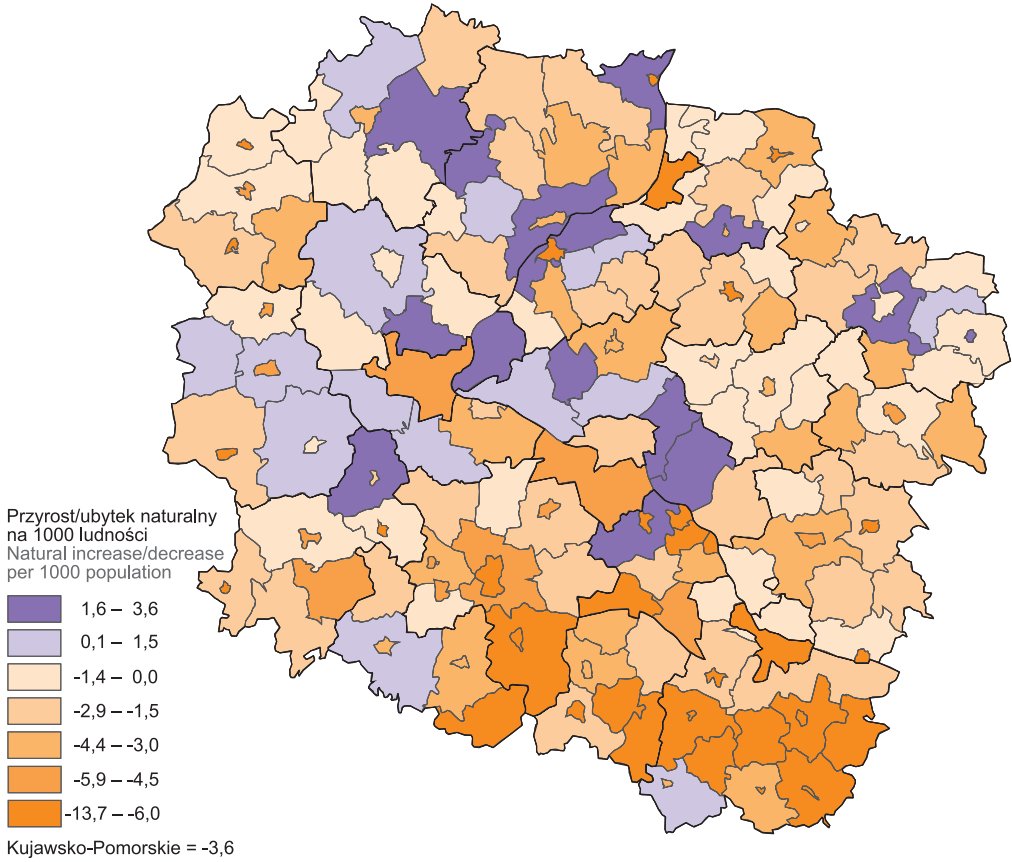 Przyrost/ubytek naturalny
na 1000 ludności
Natural increase/decrease
per 1000 population
1,6 – 3,6
0,1 – 1,5
-1,4 – 0,0
-2,9 – -1,5
-4,4 – -3,0
-5,9 – -4,5
-13,7 – -6,0
Kujawsko-Pomorskie = -3,6